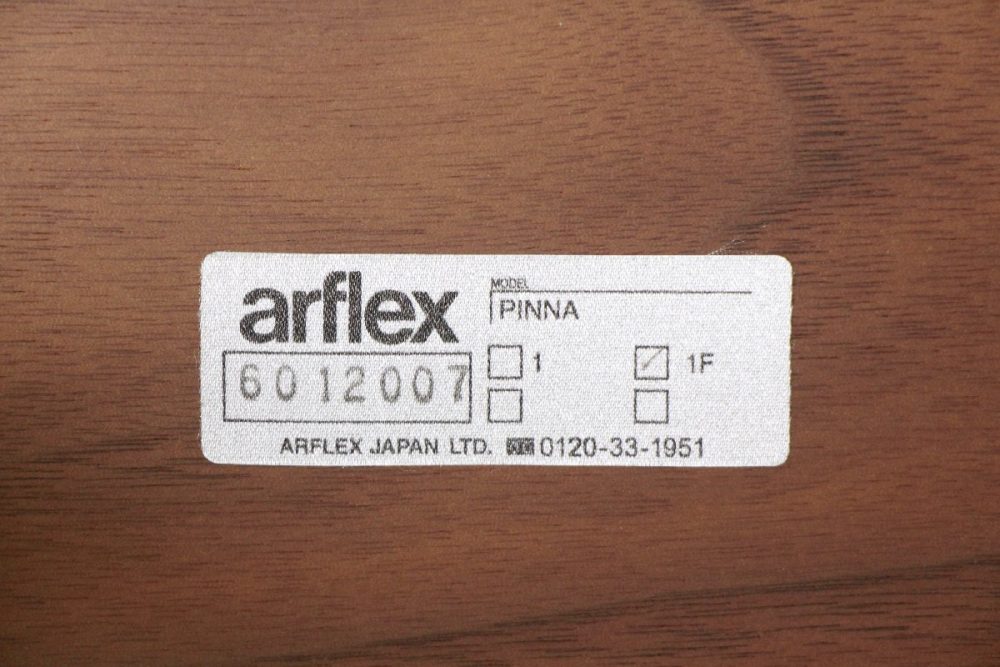 arflex
MODEL
PINNA
6012007
1
✓ 1F
ARFLEX JAPAN LTD. 0120-33-1951